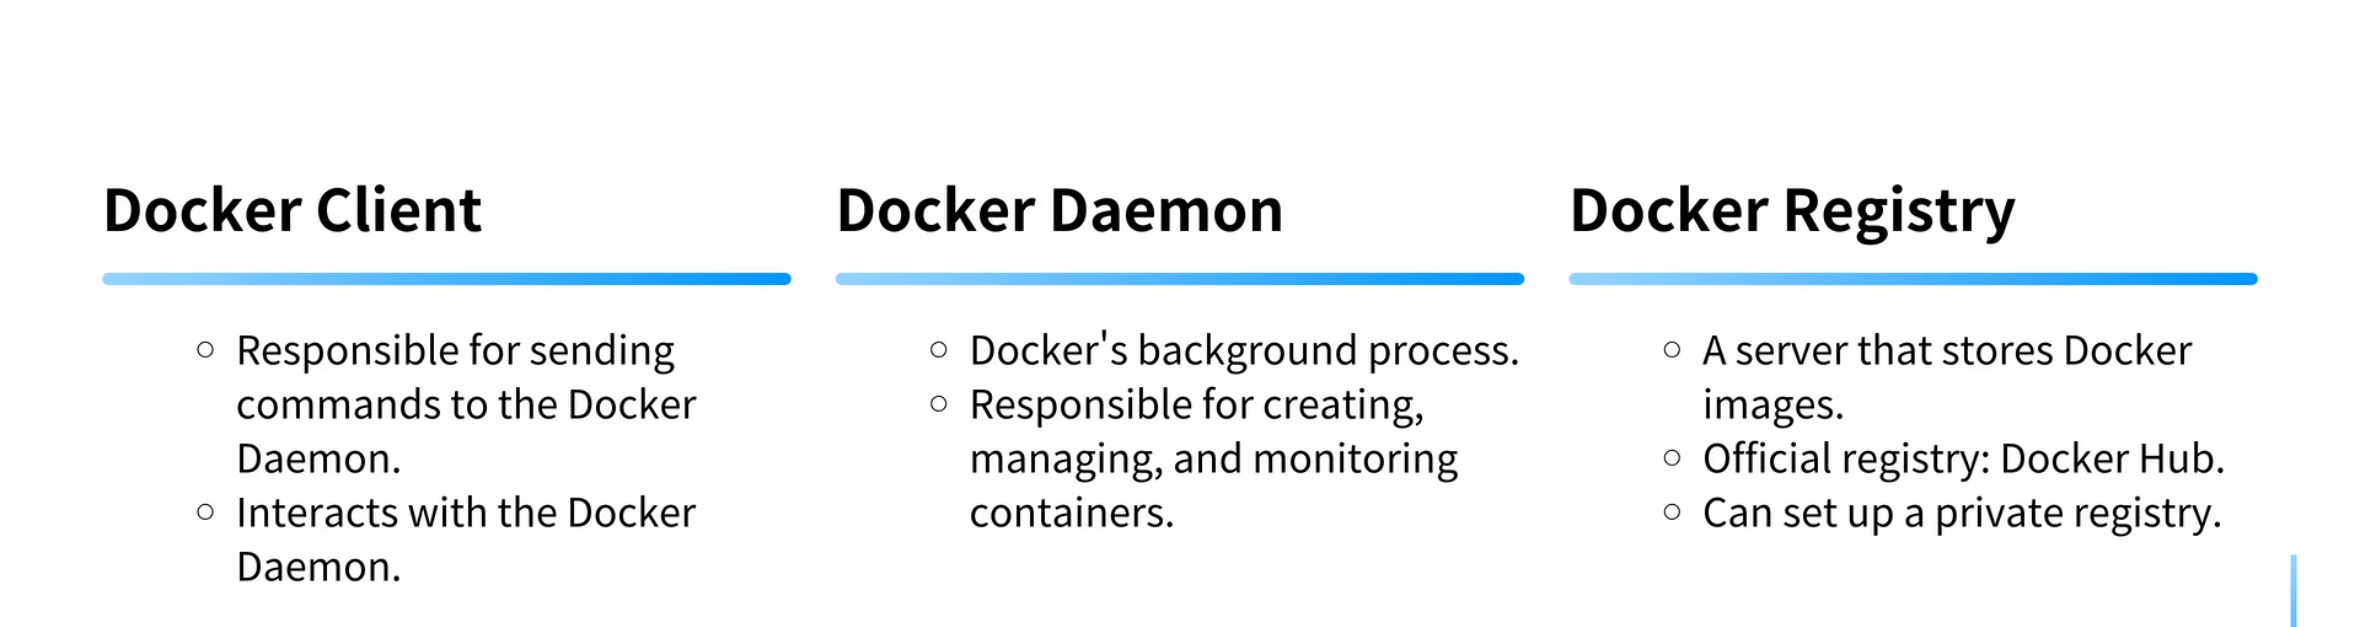 Docker Client
Responsible for sending
commands to the Docker
Daemon.
Interacts with the Docker
Daemon.
Docker Daemon
Docker's background process.
Responsible for creating,
managing, and monitoring
containers.
Docker Registry
A server that stores Docker
images.
Official registry: Docker Hub.
Can set up a private registry.